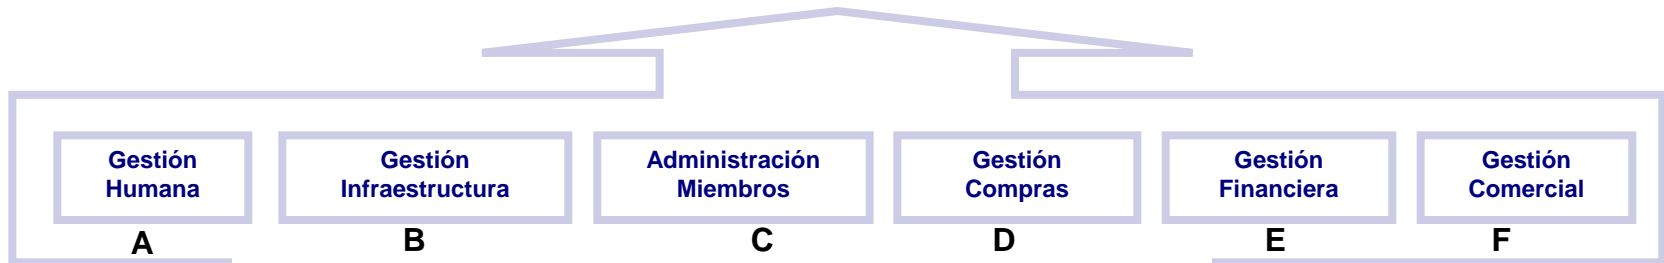 Gestión
Humana
Gestión
Infraestructura
Administración
Miembros
Gestión
Compras
Gestión
Financiera
Gestión
Comercial
A
B
C
D
E
F